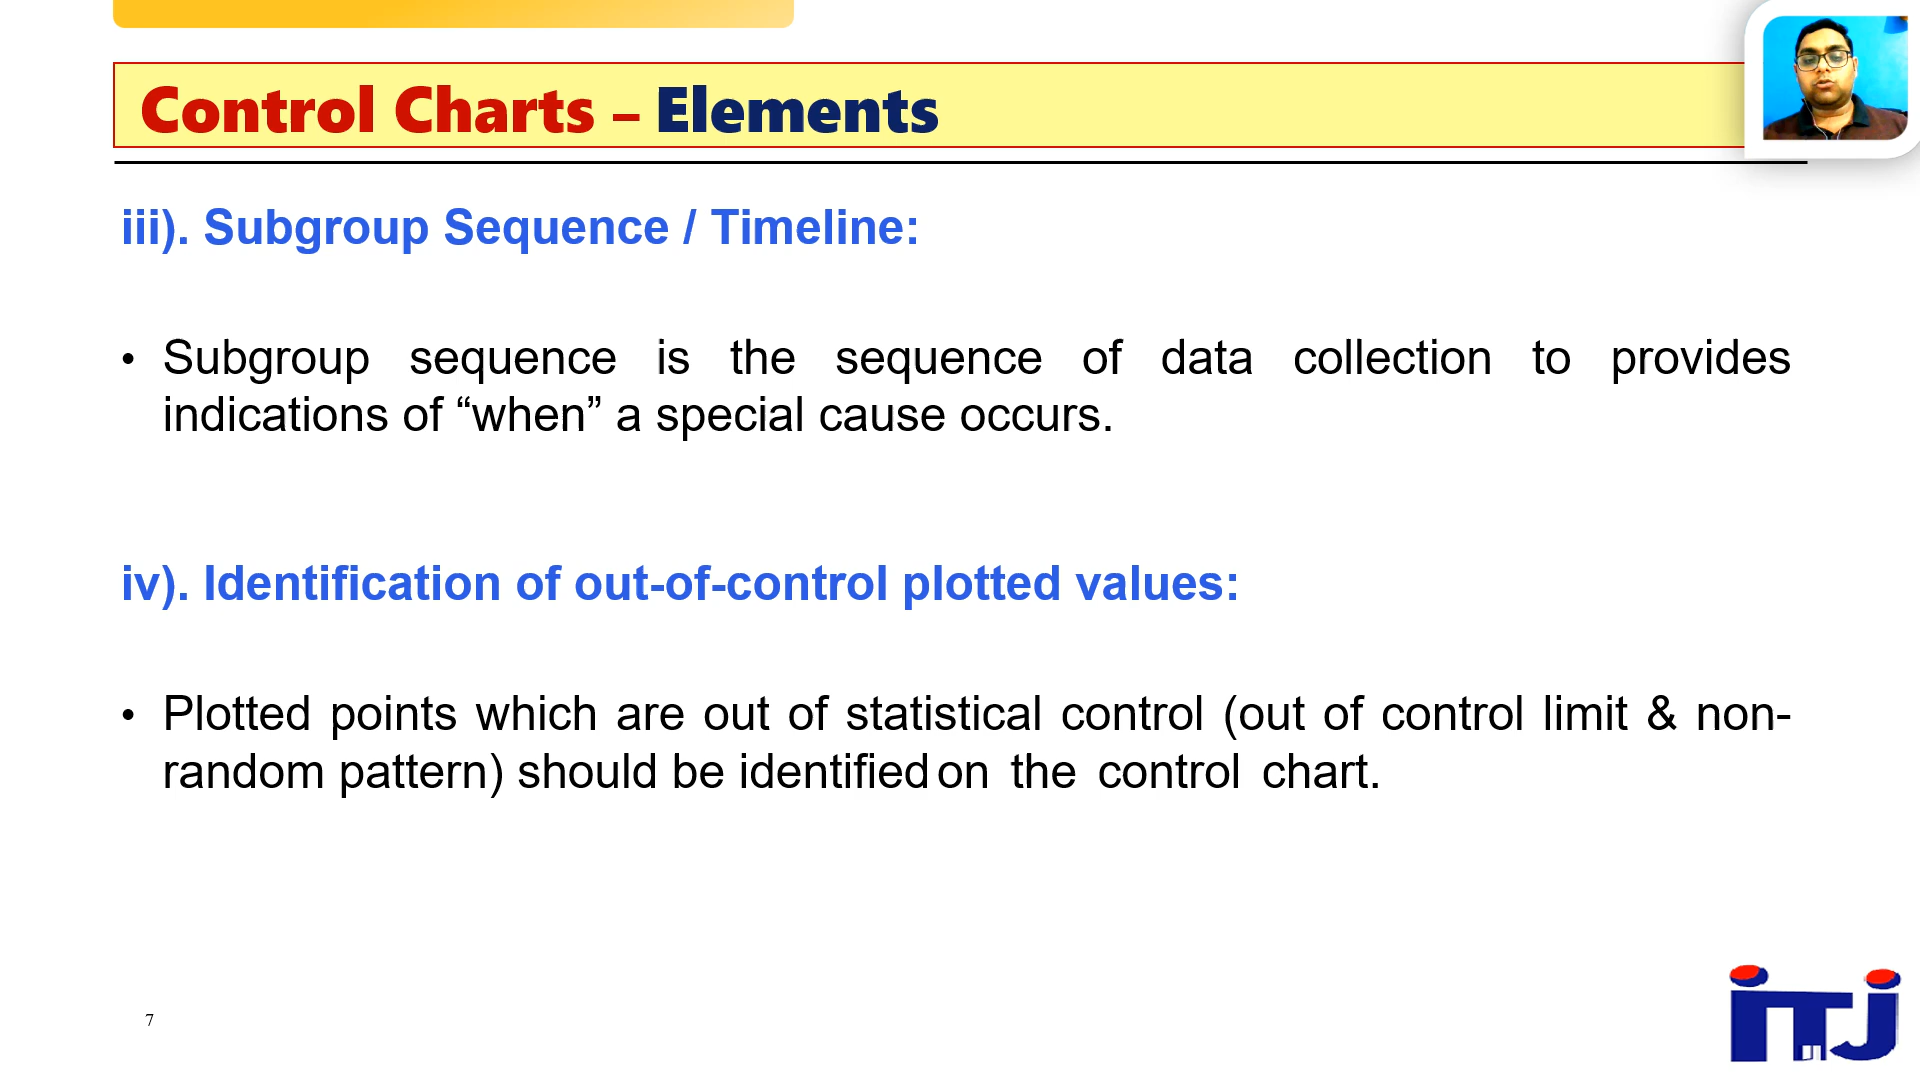 Control Charts – Elements
iii). Subgroup Sequence / Timeline:
• Subgroup sequence is the sequence of data collection to provides
indications of “when” a special cause occurs.
iv). Identification of out-of-control plotted values:
• Plotted points which are out of statistical control (out of control limit & non-
random pattern) should be identified on the control chart.
7
iTJ